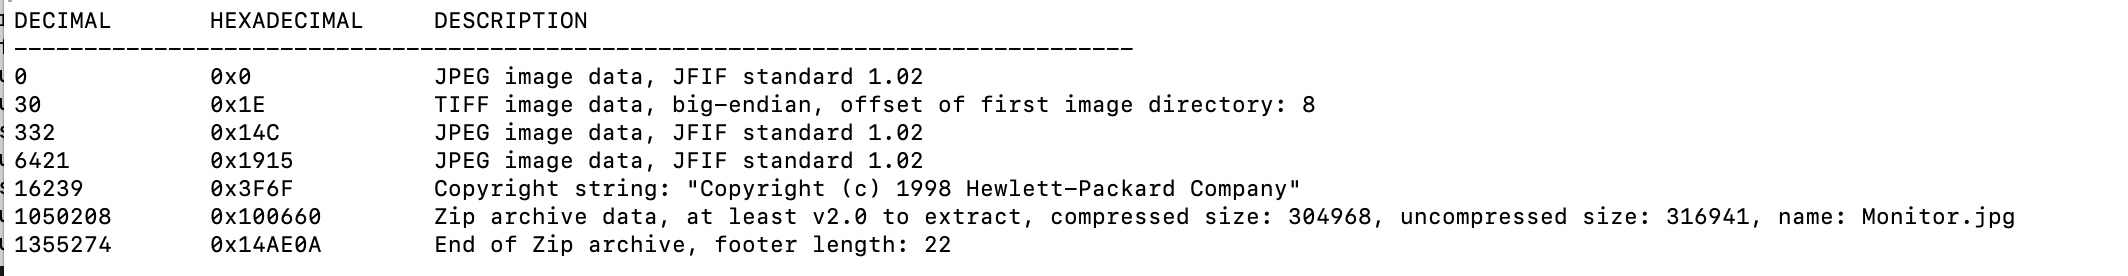 DECIMAL HEXADECIMAL DESCRIPTION
--------------------------------------------------------------------------------
0 0x0 JPEG image data, JFIF standard 1.02
30 0x1E TIFF image data, big-endian, offset of first image directory: 8
332 0x14C JPEG image data, JFIF standard 1.02
6421 0x1915 JPEG image data, JFIF standard 1.02
16239 0x3F6F Copyright string: "Copyright (c) 1998 Hewlett-Packard Company"
1050208 0x100660 Zip archive data, at least v2.0 to extract, compressed size: 304968, uncompressed size: 316941, name: Monitor.jpg
1355274 0x14AE0A End of Zip archive, footer length: 22